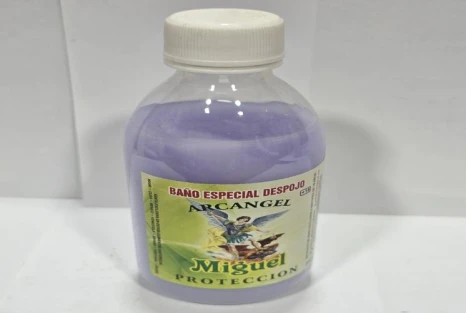 BAÑO ESPECIAL DESPOJO
ARCANGEL
Miguel
PROTECCION